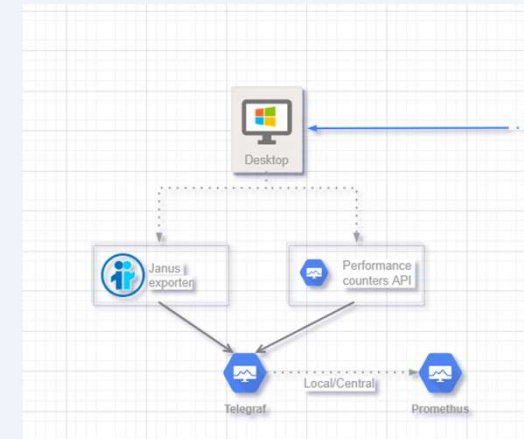 Desktop
Janus
exporter
Performance
counters API
Local/Central
Telegraf
Promethus